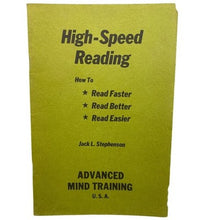 High-Speed
Reading
How To
★ Read Faster
★ Read Better
★ Read Easier
Jack L. Stephenson
ADVANCED
MIND TRAINING
U. S. A.